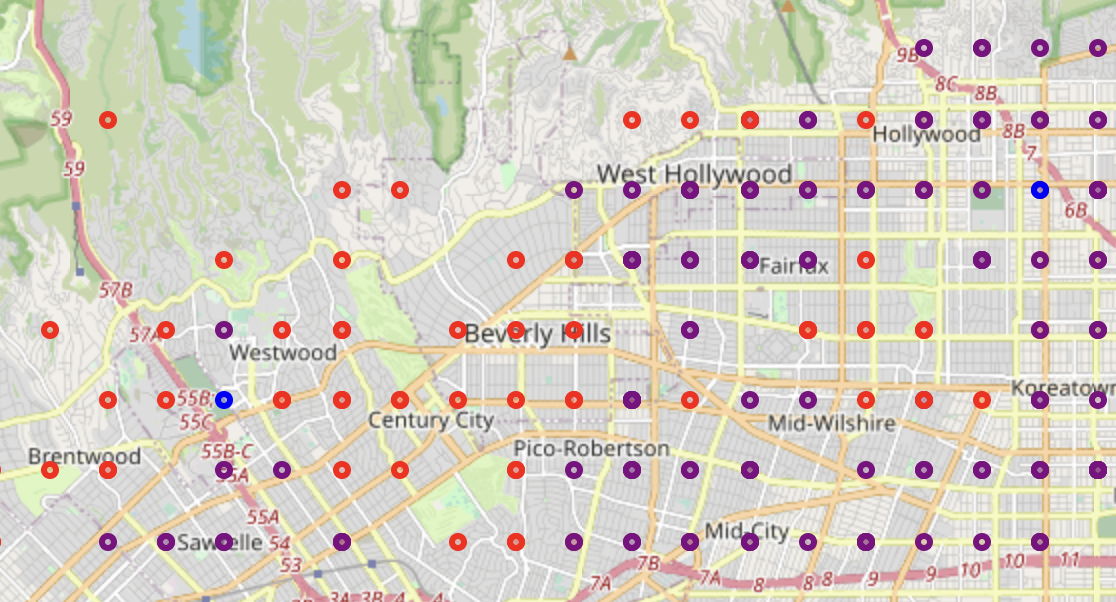 9B
8C
8B
59
8B
Hollywood
7
59
West Hollywood
6B
Fairfax
57B
57A
Beverly Hills
Westwood
Koreatown
55B
55C
Century City
Mid-Wilshire
55B-C
Pico-Robertson
Brentwood
55A
55A
Mid-City
Sawtelle
54
53
7B
7A
7A
8
8
8
9
9
10
10
11
3A
3B
4
4